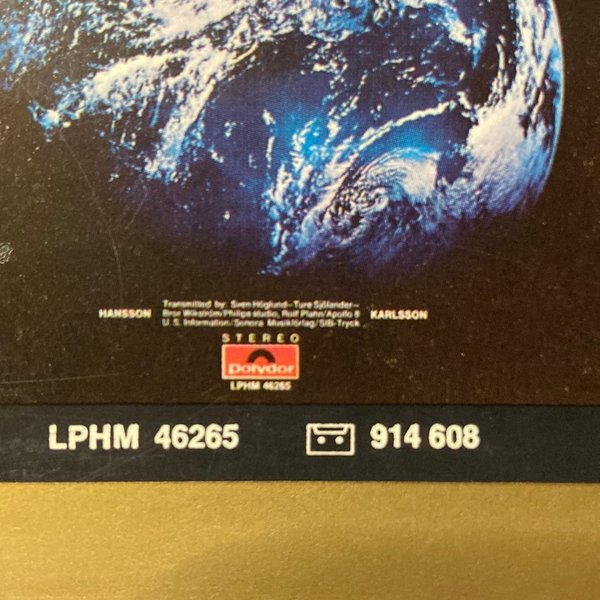 HANSSON
Transmitted by: Sven Höglund–Ture Sjölander–
Bror Wikström/Philips studio, Rolf Plahn/Apollo 8
U. S. Information/Sonora Musikförlag/SIB-Tryck
KARLSSON
STEREO
Polydor
LPHM 46265
LPHM 46265
914 608